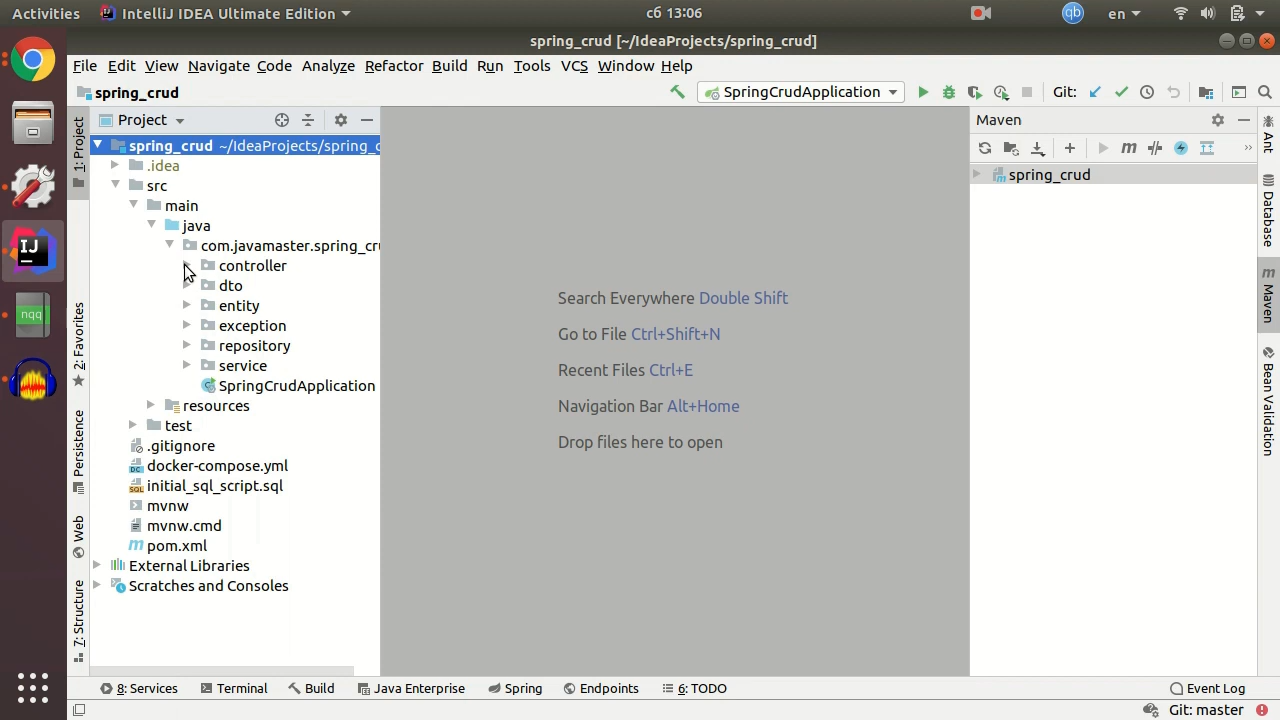 Activities IntelliJ IDEA Ultimate Edition сб 13:06 qb en
spring_crud [~/IdeaProjects/spring_crud]
File Edit View Navigate Code Analyze Refactor Build Run Tools VCS Window Help
spring_crud SpringCrudApplication Git:
Project
Maven
1: Project
2: Favorites
Persistence
Web
7: Structure
spring_crud ~/IdeaProjects/spring_c
.idea
src
main
java
com.javamaster.spring_cru
controller
dto
entity
exception
repository
service
SpringCrudApplication
resources
test
.gitignore
docker-compose.yml
initial_sql_script.sql
mvnw
mvnw.cmd
pom.xml
External Libraries
Scratches and Consoles
Search Everywhere Double Shift
Go to File Ctrl+Shift+N
Recent Files Ctrl+E
Navigation Bar Alt+Home
Drop files here to open
spring_crud
Ant
Database
Maven
Bean Validation
IJ
nqq
8: Services Terminal Build Java Enterprise Spring Endpoints 6: TODO Event Log
Git: master